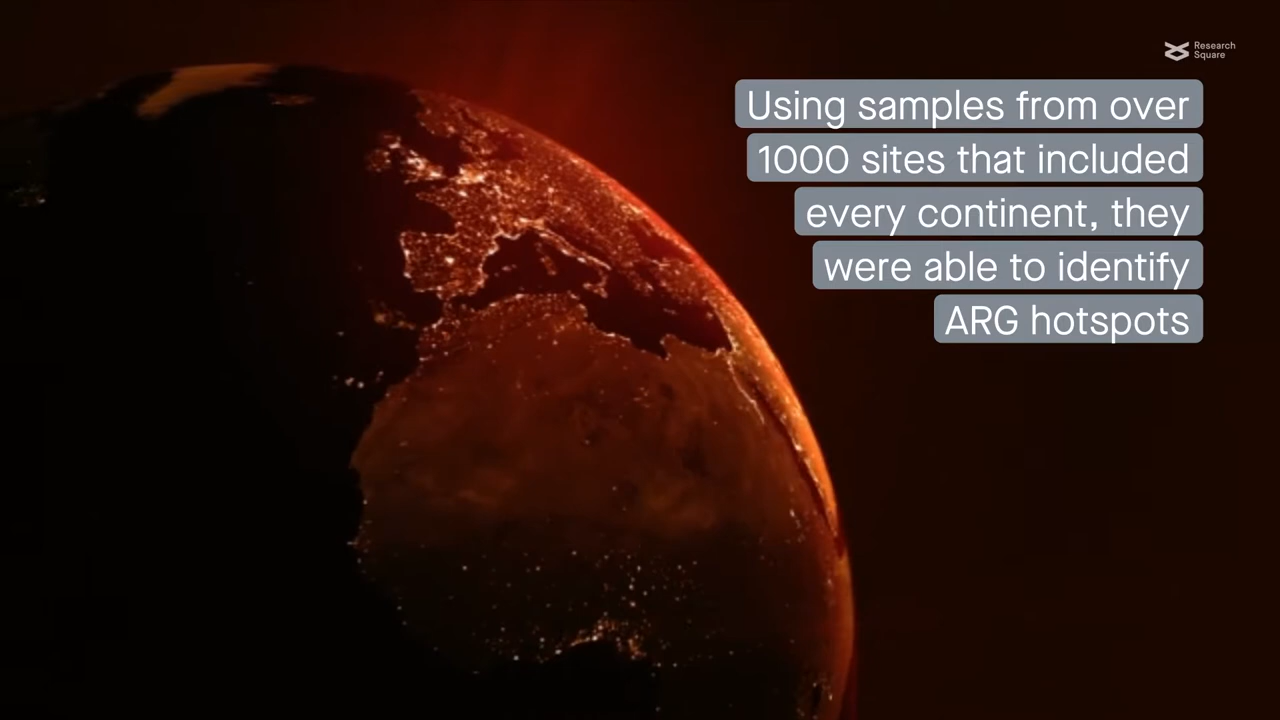 Research
Square
Using samples from over
1000 sites that included
every continent, they
were able to identify
ARG hotspots